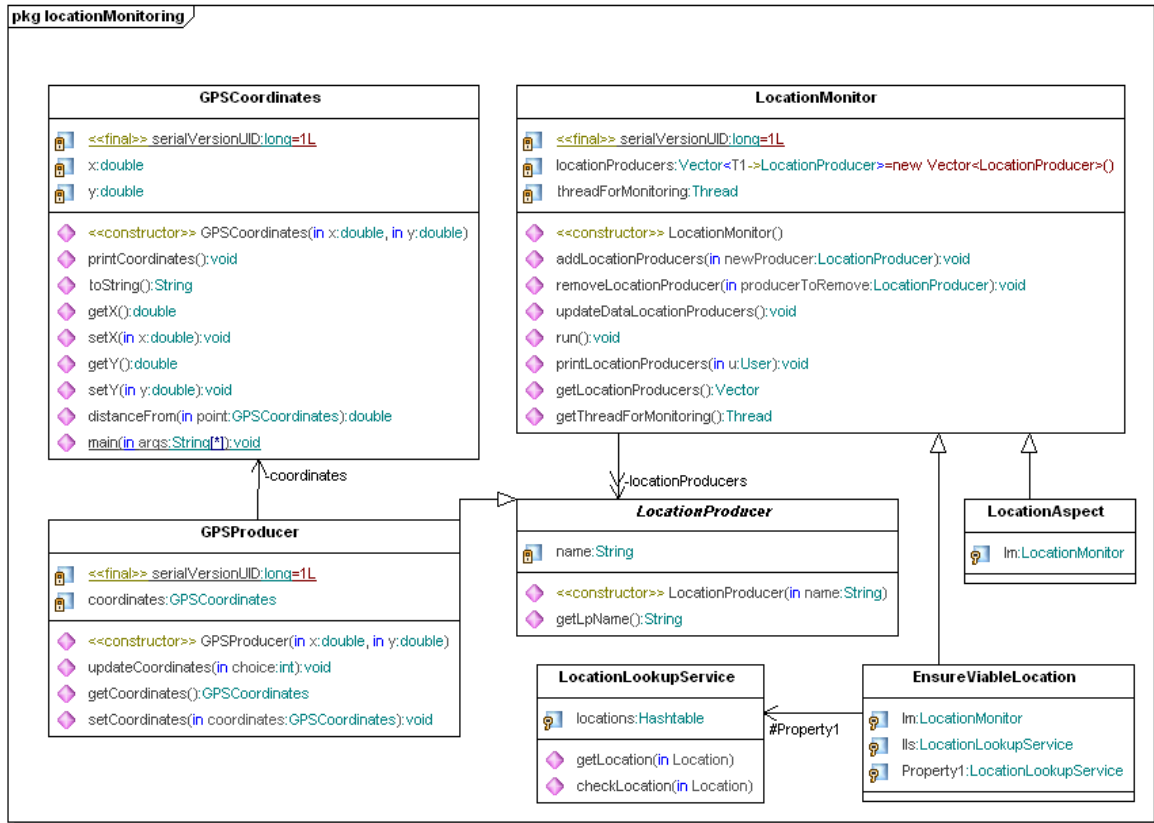 pkg locationMonitoring
GPSCoordinates
<<final>> serialVersionUID:long=1L
x:double
y:double
<<constructor>> GPSCoordinates(in x:double, in y:double)
printCoordinates():void
toString():String
getX():double
setX(in x:double):void
getY():double
setY(in y:double):void
distanceFrom(in point:GPSCoordinates):double
main(in args:String[*]):void
LocationMonitor
<<final>> serialVersionUID:long=1L
locationProducers:Vector<T1->LocationProducer>=new Vector<LocationProducer>()
threadForMonitoring:Thread
<<constructor>> LocationMonitor()
addLocationProducers(in newProducer:LocationProducer):void
removeLocationProducer(in producerToRemove:LocationProducer):void
updateDataLocationProducers():void
run():void
printLocationProducers(in u:User):void
getLocationProducers():Vector
getThreadForMonitoring():Thread
-coordinates
-locationProducers
GPSProducer
<<final>> serialVersionUID:long=1L
coordinates:GPSCoordinates
<<constructor>> GPSProducer(in x:double, in y:double)
updateCoordinates(in choice:int):void
getCoordinates():GPSCoordinates
setCoordinates(in coordinates:GPSCoordinates):void
LocationProducer
name:String
<<constructor>> LocationProducer(in name:String)
getLpName():String
LocationAspect
lm:LocationMonitor
LocationLookupService
locations:Hashtable
getLocation(in Location)
checkLocation(in Location)
#Property1
EnsureViableLocation
lm:LocationMonitor
lls:LocationLookupService
Property1:LocationLookupService